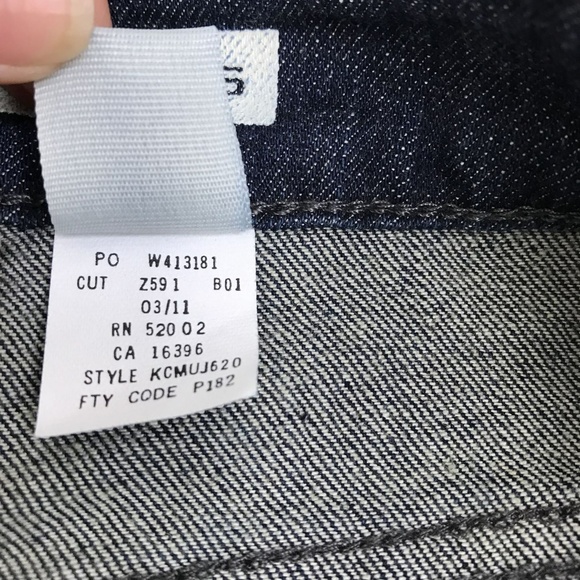 PO W413181
CUT Z591 B01
03/11
RN 52002
CA 16396
STYLE KCMUJ620
FTY CODE P182